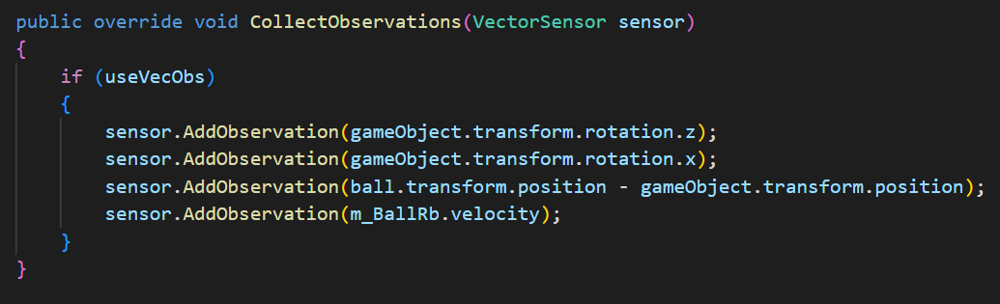 public override void CollectObservations(VectorSensor sensor)
{
if (useVecObs)
{
sensor.AddObservation(gameObject.transform.rotation.z);
sensor.AddObservation(gameObject.transform.rotation.x);
sensor.AddObservation(ball.transform.position - gameObject.transform.position);
sensor.AddObservation(m_BallRb.velocity);
}
}